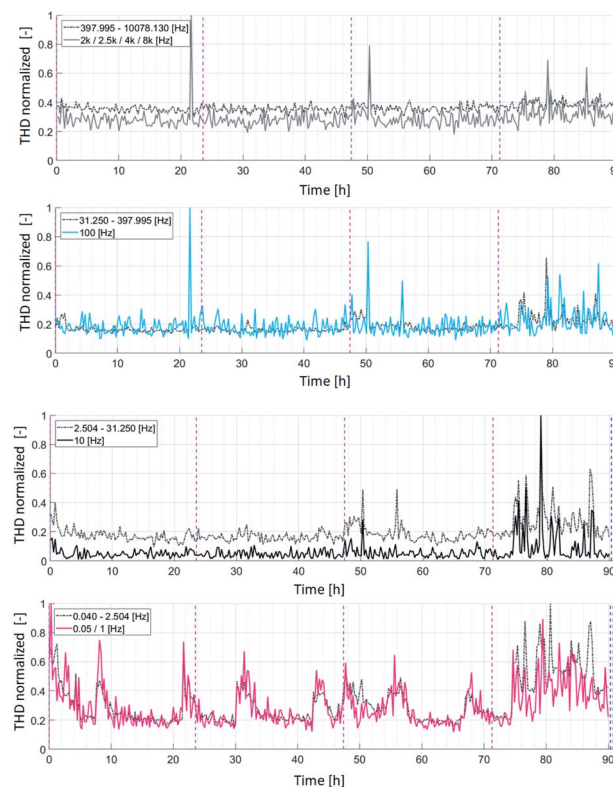 THD normalized [-]
1
0.8
0.6
0.4
0.2
0
397.995 - 10078.130 [Hz]
2k / 2.5k / 4k / 8k [Hz]
0 10 20 30 40 50 60 70 80 90
Time [h]
THD normalized [-]
1
0.8
0.6
0.4
0.2
0
31.250 - 397.995 [Hz]
100 [Hz]
0 10 20 30 40 50 60 70 80 90
Time [h]
THD normalized [-]
1
0.8
0.6
0.4
0.2
0
2.504 - 31.250 [Hz]
10 [Hz]
0 10 20 30 40 50 60 70 80 90
Time [h]
THD normalized [-]
1
0.8
0.6
0.4
0.2
0
0.040 - 2.504 [Hz]
0.05 / 1 [Hz]
0 10 20 30 40 50 60 70 80 90
Time [h]